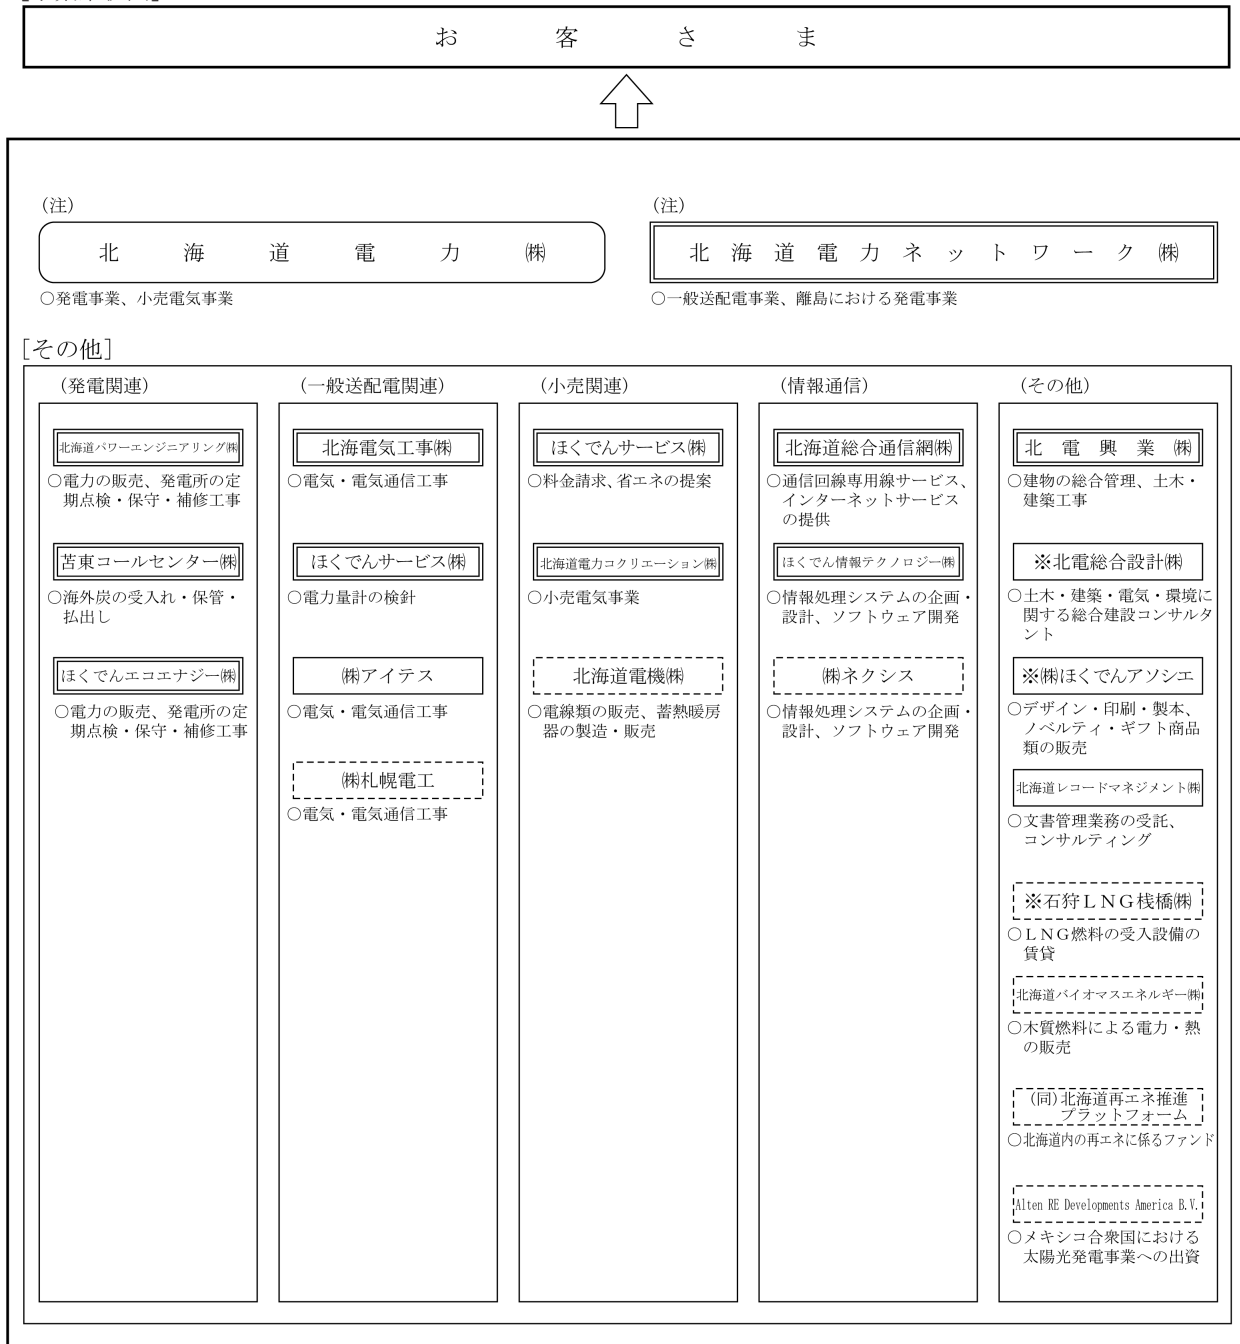 お客さま
(注)
北海道電力㈱
○発電事業、小売電気事業
(注)
北海道電力ネットワーク㈱
○一般送配電事業、離島における発電事業
[その他]
(発電関連)
北海道パワーエンジニアリング㈱
○電力の販売、発電所の定
期点検・保守・補修工事
苫東コールセンター㈱
○海外炭の受入れ・保管・
払出し
ほくでんエコエナジー㈱
○電力の販売、発電所の定
期点検・保守・補修工事
(一般送配電関連)
北海電気工事㈱
○電気・電気通信工事
ほくでんサービス㈱
○電力量計の検針
㈱アイテス
○電気・電気通信工事
㈱札幌電工
○電気・電気通信工事
(小売関連)
ほくでんサービス㈱
○料金請求、省エネの提案
北海道電力コクリエーション㈱
○小売電気事業
北海道電機㈱
○電線類の販売、蓄熱暖房
器の製造・販売
(情報通信)
北海道総合通信網㈱
○通信回線専用線サービス、
インターネットサービス
の提供
ほくでん情報テクノロジー㈱
○情報処理システムの企画・
設計、ソフトウェア開発
㈱ネクシス
○情報処理システムの企画・
設計、ソフトウェア開発
(その他)
北電興業㈱
○建物の総合管理、土木・
建築工事
※北電総合設計㈱
○土木・建築・電気・環境に
関する総合建設コンサルタ
ント
※㈱ほくでんアソシエ
○デザイン・印刷・製本、
ノベルティ・ギフト商品
類の販売
北海道レコードマネジメント㈱
○文書管理業務の受託、
コンサルティング
※石狩LNG桟橋㈱
○LNG燃料の受入設備の
賃貸
北海道バイオマスエネルギー㈱
○木質燃料による電力・熱
の販売
(同)北海道再エネ推進
プラットフォーム
○北海道内の再エネに係るファンド
Alten RE Developments America B.V.
○メキシコ合衆国における
太陽光発電事業への出資